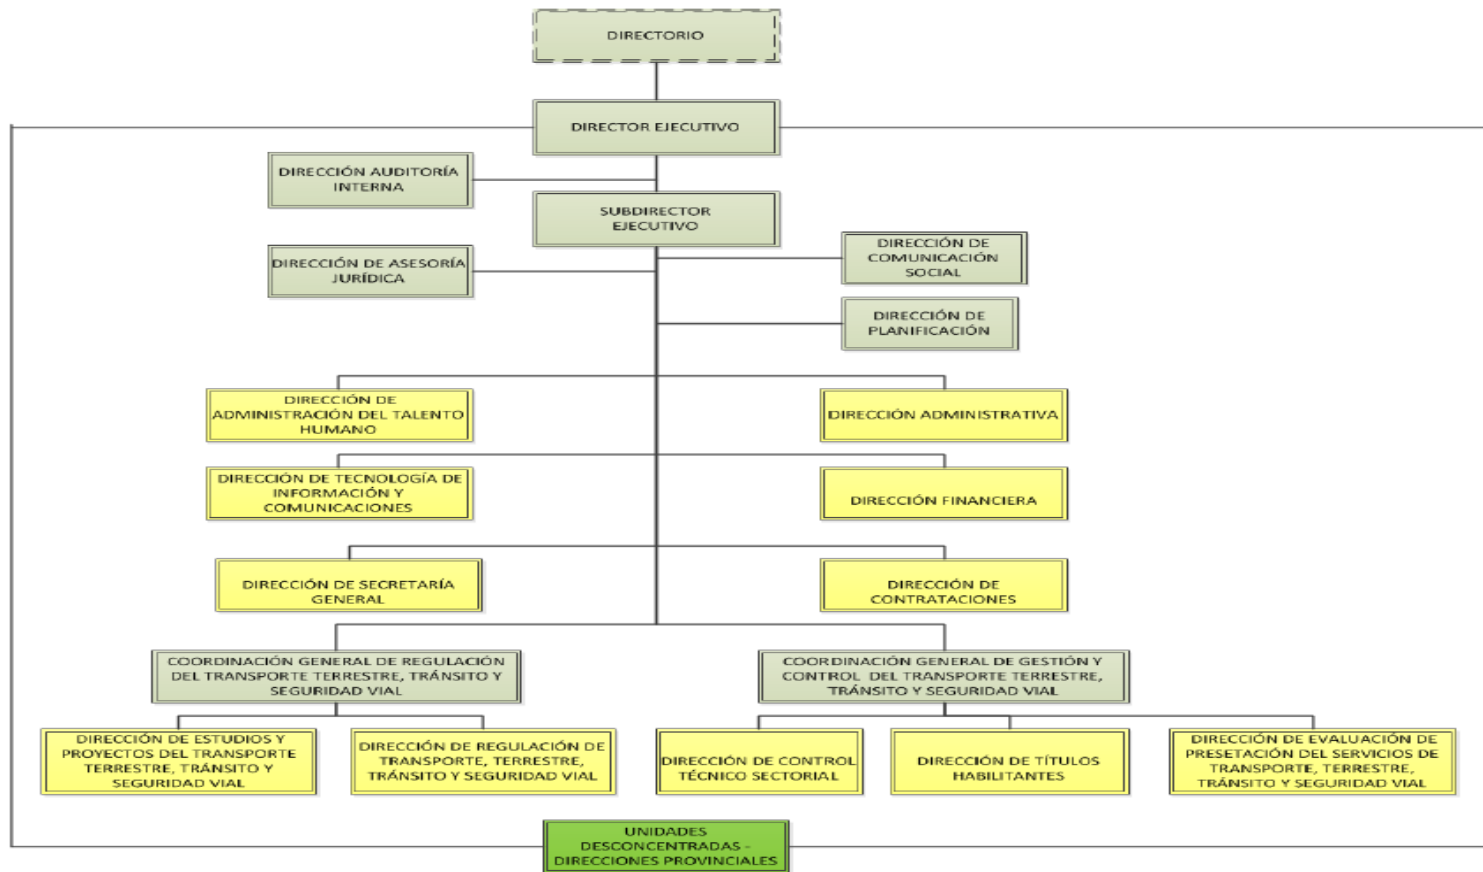 DIRECTORIO
DIRECTOR EJECUTIVO
DIRECCIÓN AUDITORÍA
INTERNA
SUBDIRECTOR
EJECUTIVO
DIRECCIÓN DE ASESORÍA
JURÍDICA
DIRECCIÓN DE
COMUNICACIÓN
SOCIAL
DIRECCIÓN DE
PLANIFICACIÓN
DIRECCIÓN DE
ADMINISTRACIÓN DEL TALENTO
HUMANO
DIRECCIÓN ADMINISTRATIVA
DIRECCIÓN DE TECNOLOGÍA DE
INFORMACIÓN Y
COMUNICACIONES
DIRECCIÓN FINANCIERA
DIRECCIÓN DE SECRETARÍA
GENERAL
DIRECCIÓN DE
CONTRATACIONES
COORDINACIÓN GENERAL DE REGULACIÓN
DEL TRANSPORTE TERRESTRE, TRÁNSITO Y
SEGURIDAD VIAL
COORDINACIÓN GENERAL DE GESTIÓN Y
CONTROL DEL TRANSPORTE TERRESTRE,
TRÁNSITO Y SEGURIDAD VIAL
DIRECCIÓN DE ESTUDIOS Y
PROYECTOS DEL TRANSPORTE
TERRESTRE, TRÁNSITO Y
SEGURIDAD VIAL
DIRECCIÓN DE REGULACIÓN DE
TRANSPORTE, TERRESTRE,
TRÁNSITO Y SEGURIDAD VIAL
DIRECCIÓN DE CONTROL
TÉCNICO SECTORIAL
DIRECCIÓN DE TÍTULOS
HABILITANTES
DIRECCIÓN DE EVALUACIÓN DE
PRESETACIÓN DEL SERVICIOS DE
TRANSPORTE, TERRESTRE,
TRÁNSITO Y SEGURIDAD VIAL
UNIDADES
DESCONCENTRADAS -
DIRECCIONES PROVINCIALES